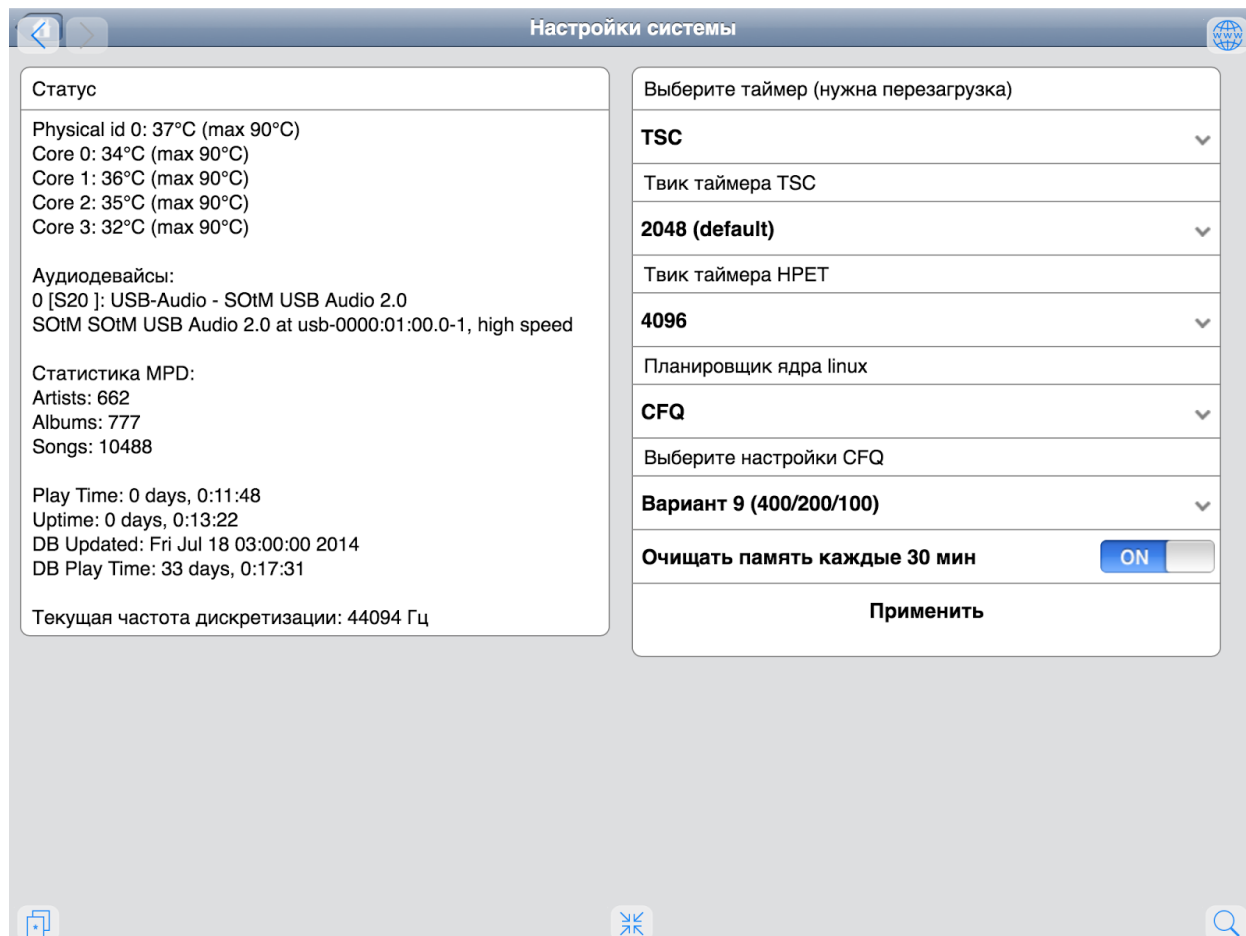 Настройки системы
www
Статус
Physical id 0: 37°C (max 90°C)
Core 0: 34°C (max 90°C)
Core 1: 36°C (max 90°C)
Core 2: 35°C (max 90°C)
Core 3: 32°C (max 90°C)
Аудиодевайсы:
0 [S20 ]: USB-Audio - SOtM USB Audio 2.0
SOtM SOtM USB Audio 2.0 at usb-0000:01:00.0-1, high speed
Статистика MPD:
Artists: 662
Albums: 777
Songs: 10488
Play Time: 0 days, 0:11:48
Uptime: 0 days, 0:13:22
DB Updated: Fri Jul 18 03:00:00 2014
DB Play Time: 33 days, 0:17:31
Текущая частота дискретизации: 44094 Гц
Выберите таймер (нужна перезагрузка)
TSC
Твик таймера TSC
2048 (default)
Твик таймера HPET
4096
Планировщик ядра linux
CFQ
Выберите настройки CFQ
Вариант 9 (400/200/100)
Очищать память каждые 30 мин
ON
Применить